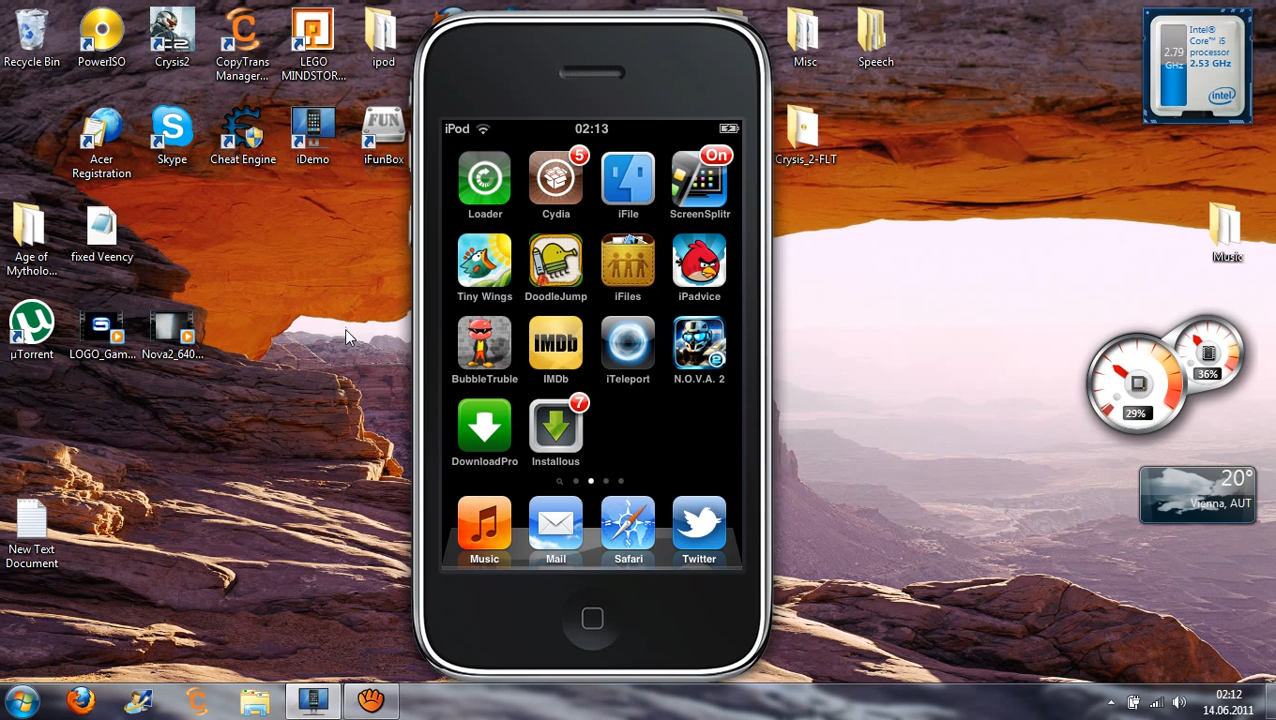 Recycle Bin
PowerISO
Crysis2
CopyTrans
Manager...
LEGO
MINDSTOR...
ipod
Acer
Registration
Skype
Cheat Engine
iDemo
FUN
iFunBox
Age of
Mytholo...
fixed Veency
µTorrent
LOGO_Gam...
Nova2_640...
New Text
Document
iPod
02:13
5
On
Loader
Cydia
iFile
ScreenSplitr
Tiny Wings
DoodleJump
iFiles
iPadvice
IMDb
BubbleTruble
IMDb
iTeleport
N.O.V.A. 2
7
DownloadPro
Installous
Music
Mail
Safari
Twitter
Misc
Speech
Crysis_2-FLT
Music
2.79
GHz
Intel®
Core™ i5
processor
2.53 GHz
intel
36%
29%
20°
Vienna, AUT
02:12
14.06.2011